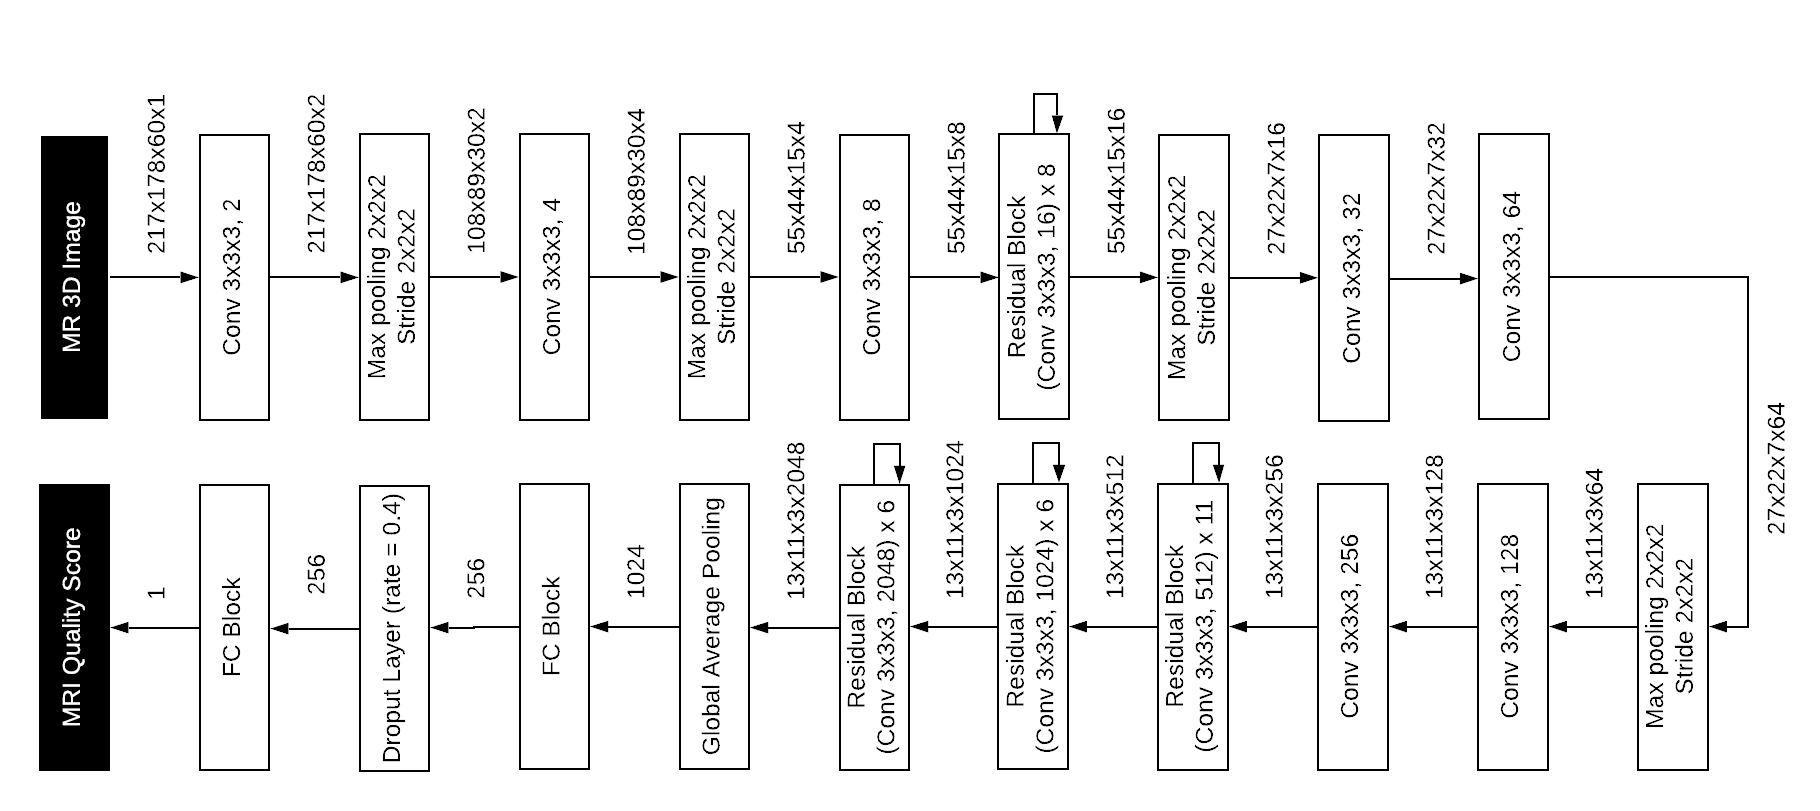 MR 3D Image
217x178x60x1
Conv 3x3x3, 2
217x178x60x2
Max pooling 2x2x2
Stride 2x2x2
108x89x30x2
Conv 3x3x3, 4
108x89x30x4
Max pooling 2x2x2
Stride 2x2x2
55x44x15x4
Conv 3x3x3, 8
55x44x15x8
Residual Block
(Conv 3x3x3, 16) x 8
55x44x15x16
Max pooling 2x2x2
Stride 2x2x2
27x22x7x16
Conv 3x3x3, 32
27x22x7x32
Conv 3x3x3, 64
27x22x7x64
Max pooling 2x2x2
Stride 2x2x2
13x11x3x64
Conv 3x3x3, 128
13x11x3x128
Conv 3x3x3, 256
13x11x3x256
Residual Block
(Conv 3x3x3, 512) x 11
13x11x3x512
Residual Block
(Conv 3x3x3, 1024) x 6
13x11x3x1024
Residual Block
(Conv 3x3x3, 2048) x 6
13x11x3x2048
Global Average Pooling
1024
FC Block
256
Droput Layer (rate = 0.4)
256
FC Block
1
MRI Quality Score